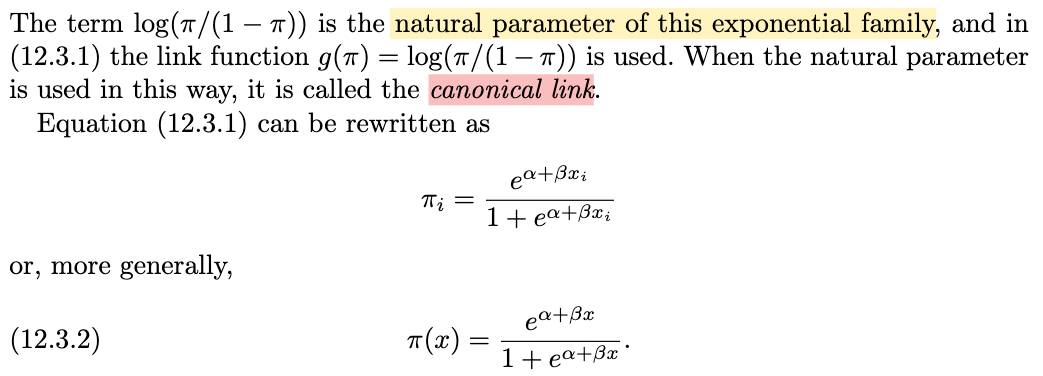 The term log(π/(1 − π)) is the natural parameter of this exponential family, and in
(12.3.1) the link function g(π) = log(π/(1 − π)) is used. When the natural parameter
is used in this way, it is called the canonical link.
Equation (12.3.1) can be rewritten as
πᵢ = e^{α+βxᵢ} / (1 + e^{α+βxᵢ})
or, more generally,
(12.3.2) π(x) = e^{α+βx} / (1 + e^{α+βx}).